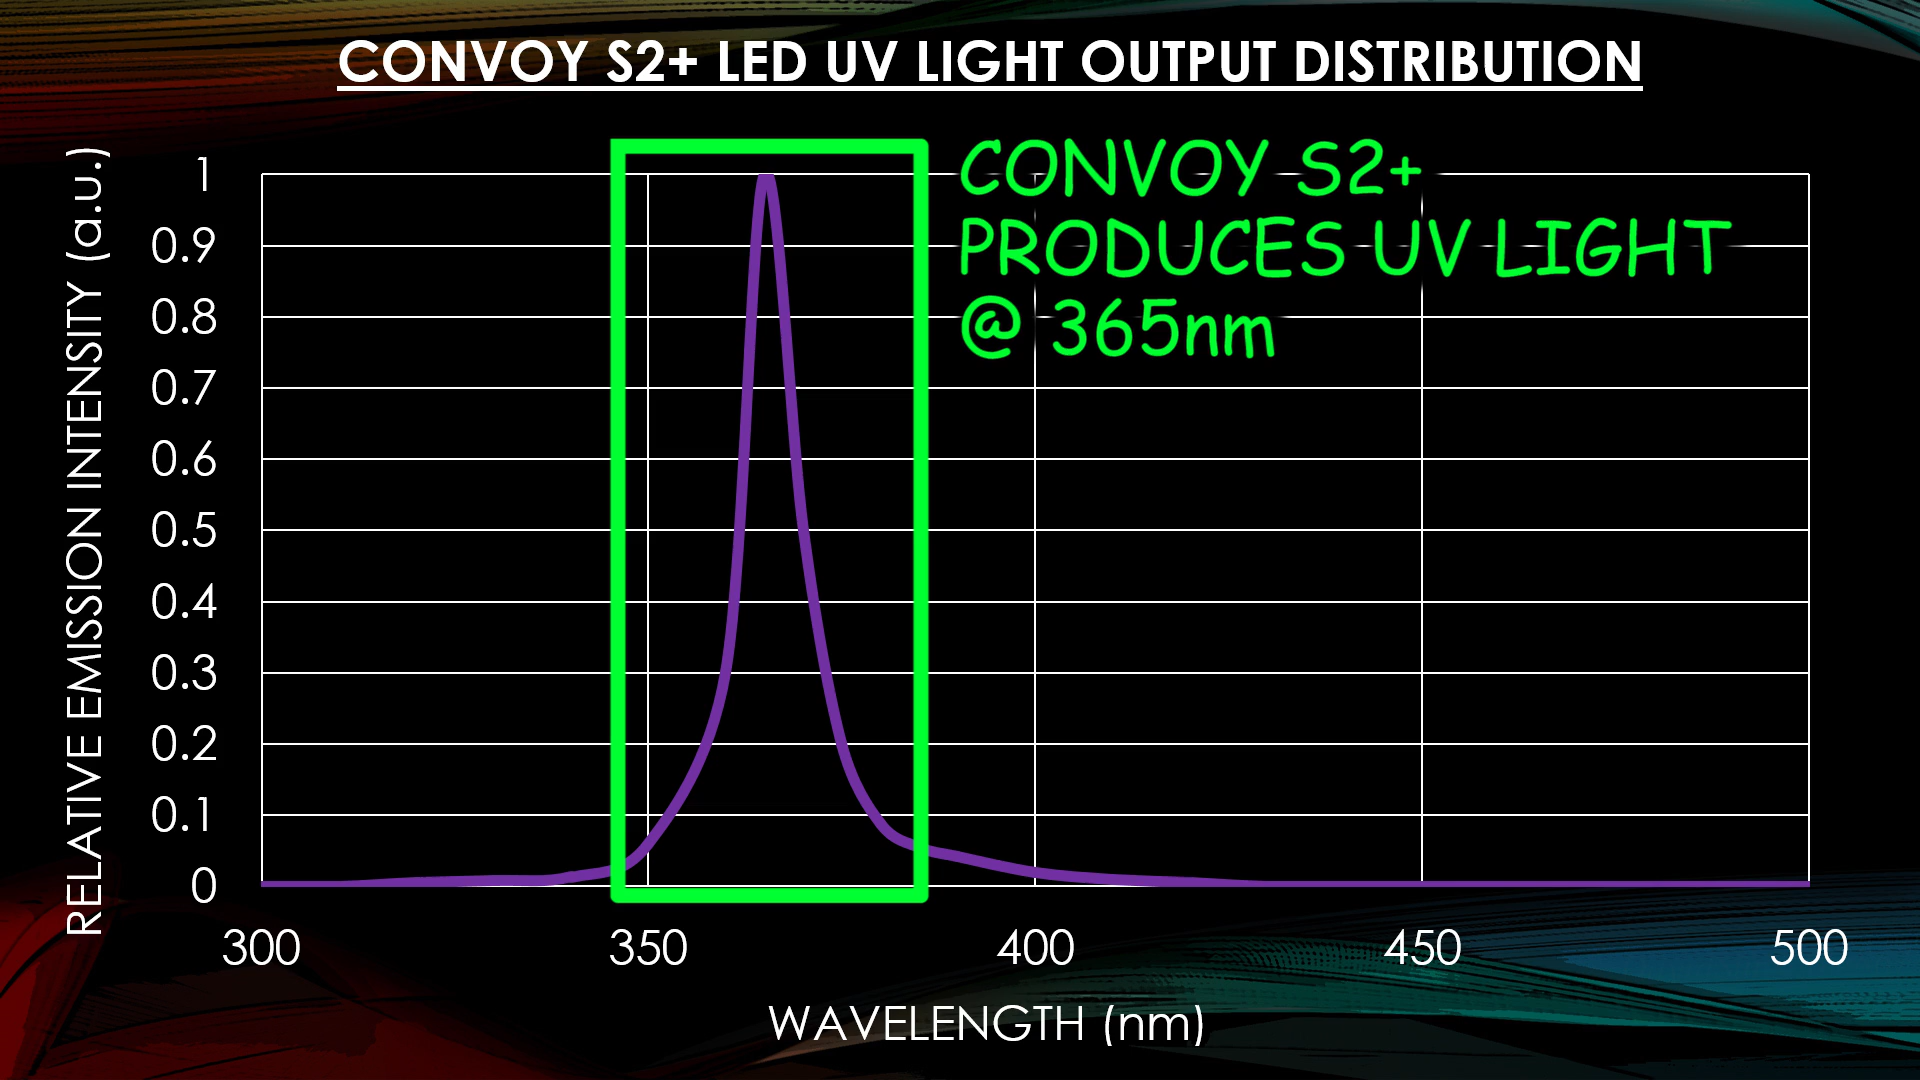 CONVOY S2+ LED UV LIGHT OUTPUT DISTRIBUTION
CONVOY S2+
PRODUCES UV LIGHT
@ 365nm
RELATIVE EMISSION INTENSITY (a.u.)
1
0.9
0.8
0.7
0.6
0.5
0.4
0.3
0.2
0.1
0
300 350 400 450 500
WAVELENGTH (nm)